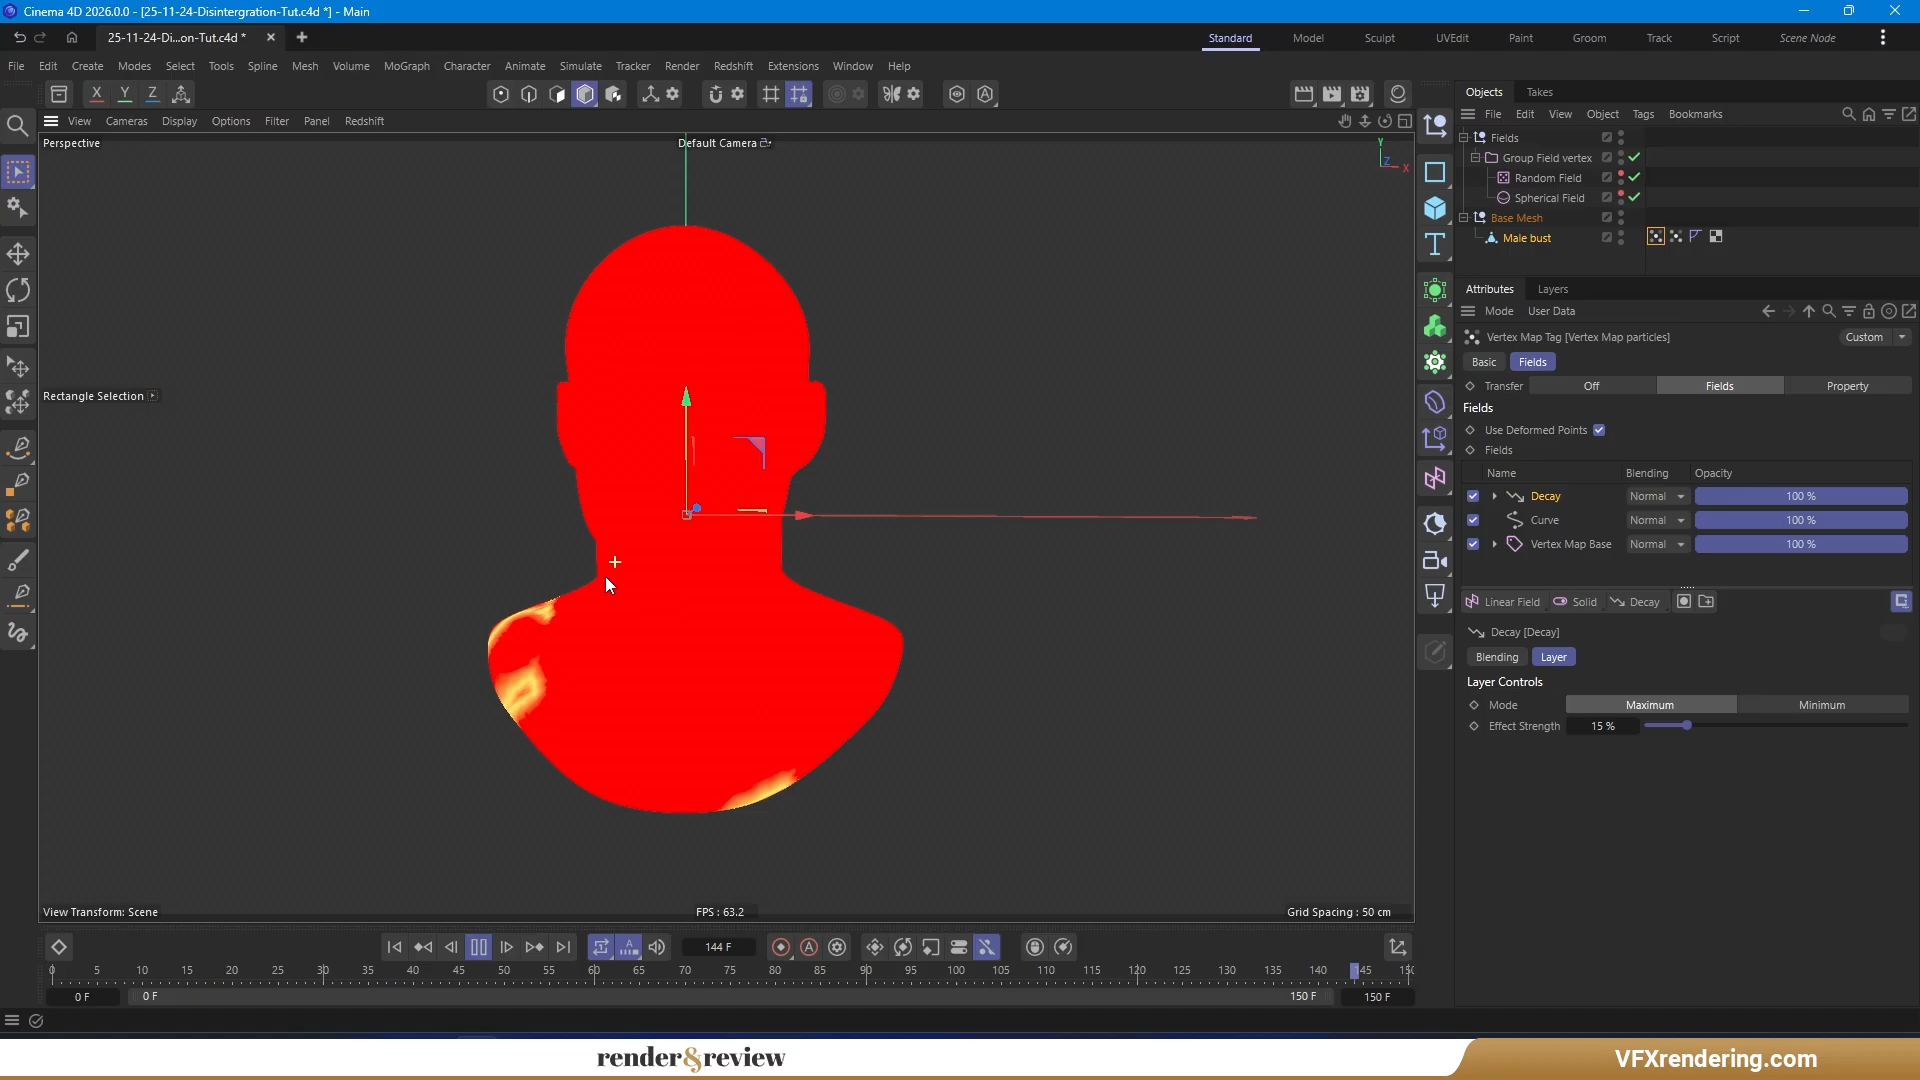 Cinema 4D 2026.0.0 - [25-11-24-Disintergration-Tut.c4d *] - Main
25-11-24-Di...on-Tut.c4d *
Standard Model Sculpt UVEdit Paint Groom Track Script Scene Node
File Edit Create Modes Select Tools Spline Mesh Volume MoGraph Character Animate Simulate Tracker Render Redshift Extensions Window Help
X Y Z
Objects Takes
View Cameras Display Options Filter Panel Redshift
File Edit View Object Tags Bookmarks
Perspective
Default Camera
Y
Z
X
Fields
Group Field vertex
Random Field
Spherical Field
Base Mesh
Male bust
Attributes Layers
Mode User Data
Vertex Map Tag [Vertex Map particles]
Custom
Basic Fields
Transfer Off Fields Property
Rectangle Selection
Fields
Use Deformed Points
Fields
Name Blending Opacity
Decay Normal 100 %
Curve Normal 100 %
Vertex Map Base Normal 100 %
Linear Field Solid Decay
Decay [Decay]
Blending Layer
Layer Controls
Mode Maximum Minimum
Effect Strength 15 %
View Transform: Scene
FPS : 63.2
Grid Spacing : 50 cm
144 F
0 5 10 15 20 25 30 35 40 45 50 55 60 65 70 75 80 85 90 95 100 105 110 115 120 125 130 135 140 145
0 F
0 F
150 F
150 F
render&review
VFXrendering.com